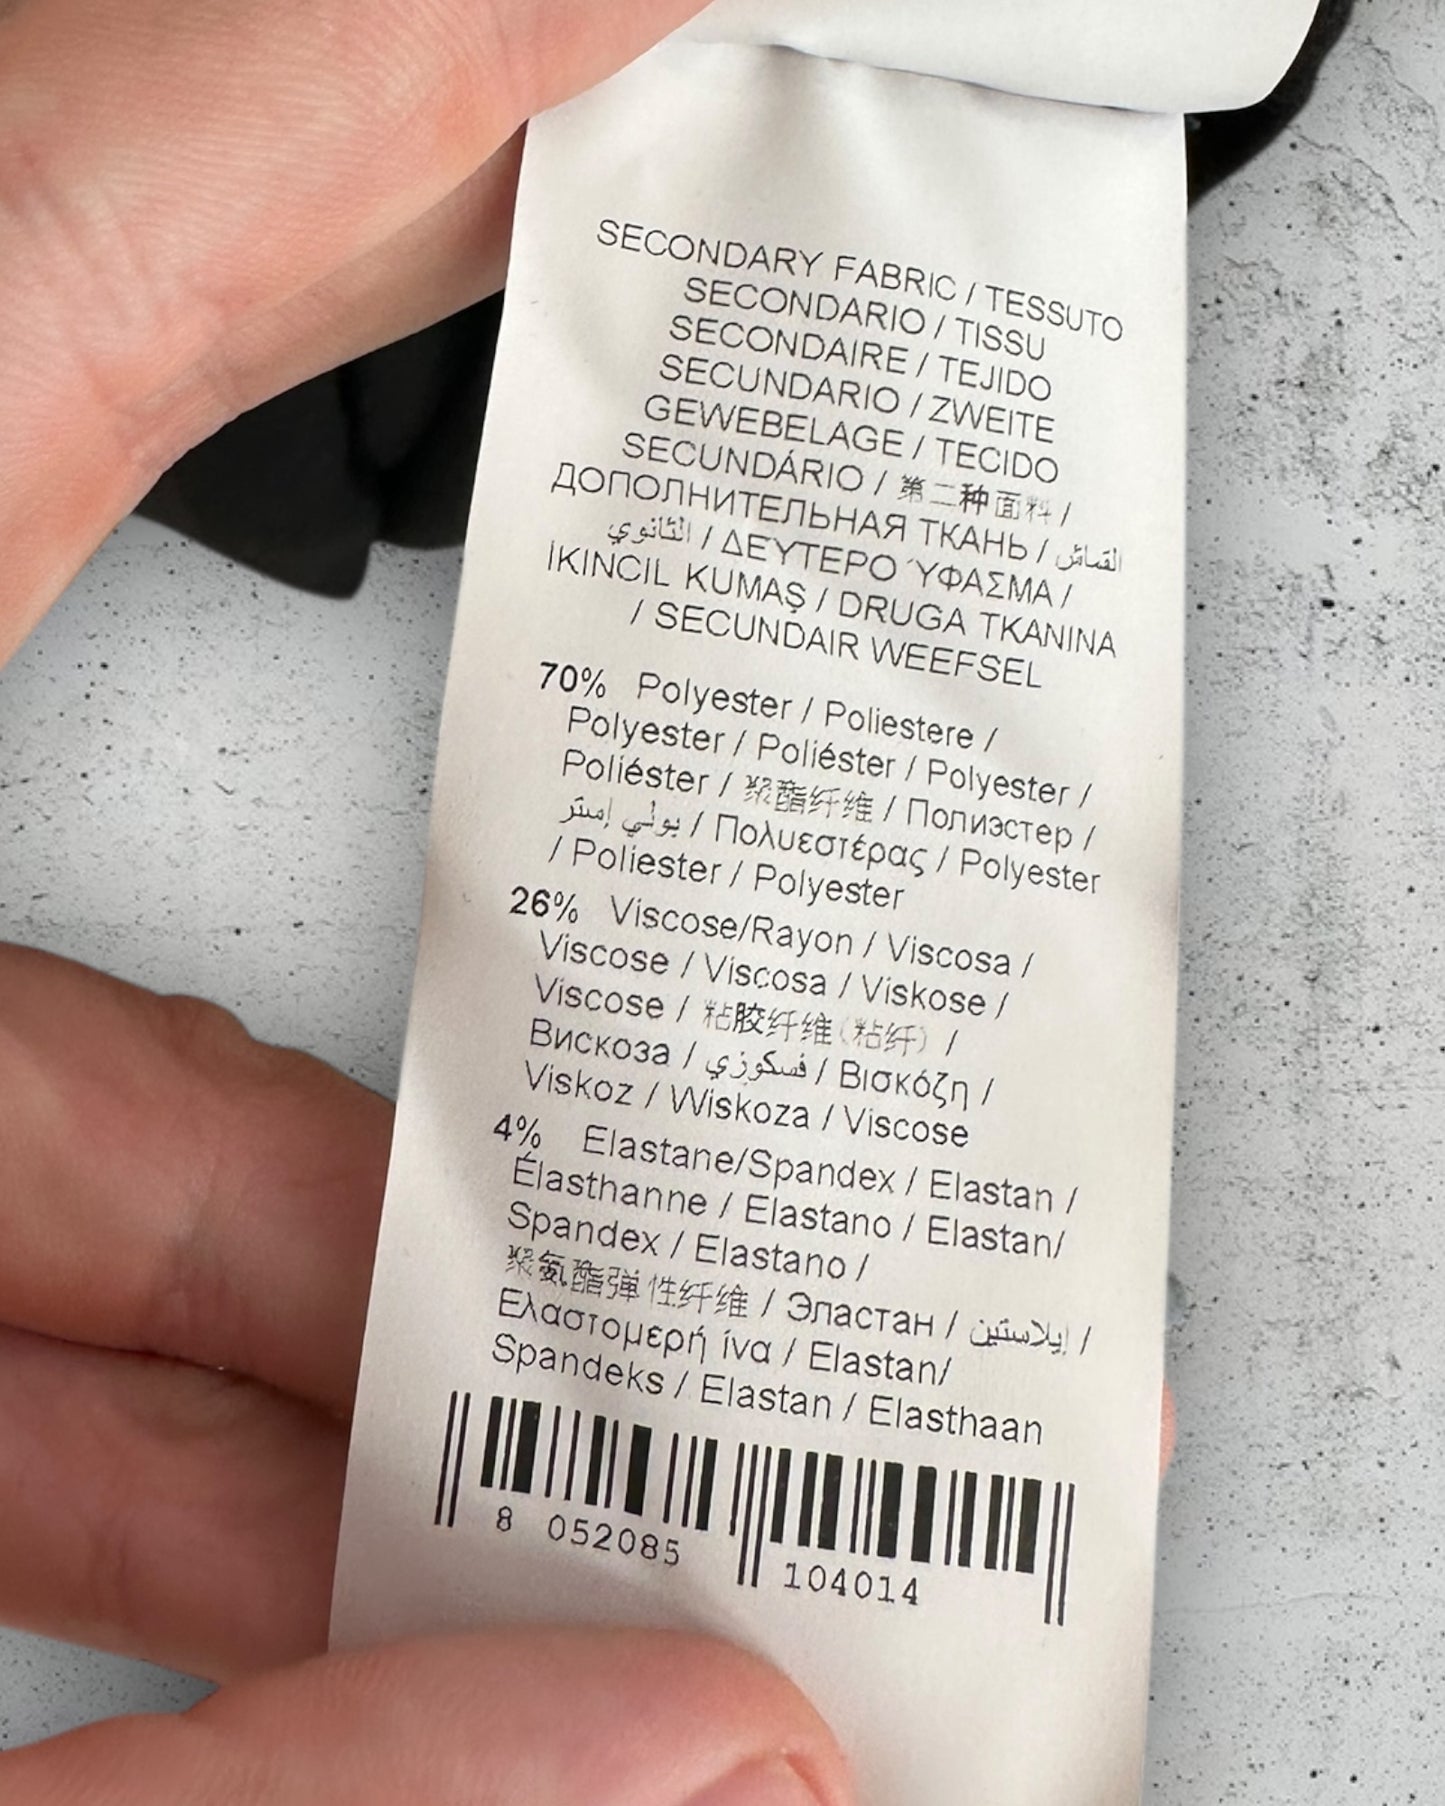 SECONDARY FABRIC / TESSUTO
SECONDARIO / TISSU
SECONDAIRE / TEJIDO
SECUNDARIO / ZWEITE
GEWEBELAGE / TECIDO
SECUNDÁRIO / 第二种面料 /
ДОПОЛНИТЕЛЬНАЯ ТКАНЬ / القماش
الثانوي / ΔΕΥΤΕΡΟ ΎΦΑΣΜΑ /
İKINCIL KUMAŞ / DRUGA TKANINA
/ SECUNDAIR WEEFSEL
70% Polyester / Poliestere /
Polyester / Poliéster / Polyester /
Poliéster / 聚酯纤维 / Полиэстер /
بولي إستر / Πολυεστέρας / Polyester
/ Poliester / Polyester
26% Viscose/Rayon / Viscosa /
Viscose / Viscosa / Viskose /
Viscose / 粘胶纤维(粘纤) /
Вискоза / فسكوزي / Βισκόζη /
Viskoz / Wiskoza / Viscose
4% Elastane/Spandex / Elastan /
Élasthanne / Elastano / Elastan/
Spandex / Elastano /
聚氨酯弹性纤维 / Эластан / إيلاستين /
Ελαστομερή ίνα / Elastan/
Spandeks / Elastan / Elasthaan
8 052085 104014